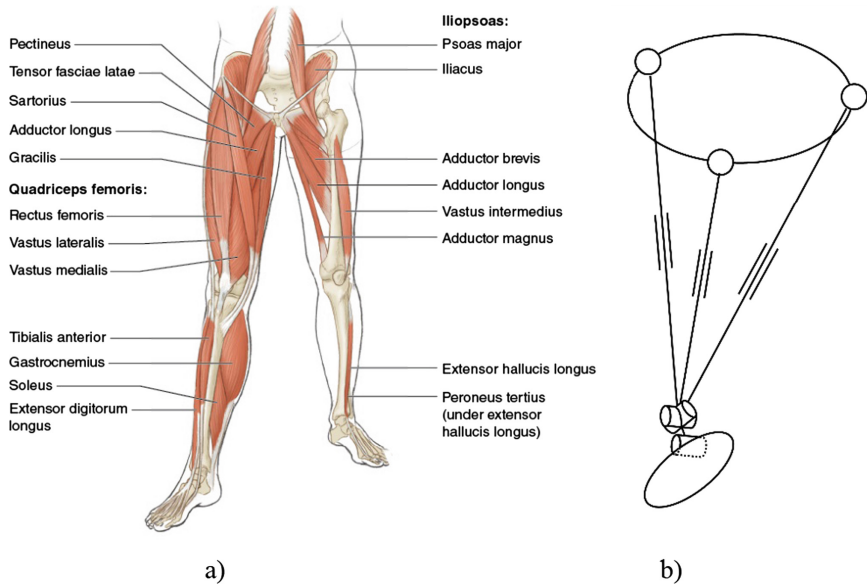 Pectineus
Tensor fasciae latae
Sartorius
Adductor longus
Gracilis
Quadriceps femoris:
Rectus femoris
Vastus lateralis
Vastus medialis
Tibialis anterior
Gastrocnemius
Soleus
Extensor digitorum
longus
Iliopsoas:
Psoas major
Iliacus
Adductor brevis
Adductor longus
Vastus intermedius
Adductor magnus
Extensor hallucis longus
Peroneus tertius
(under extensor
hallucis longus)
a)
b)